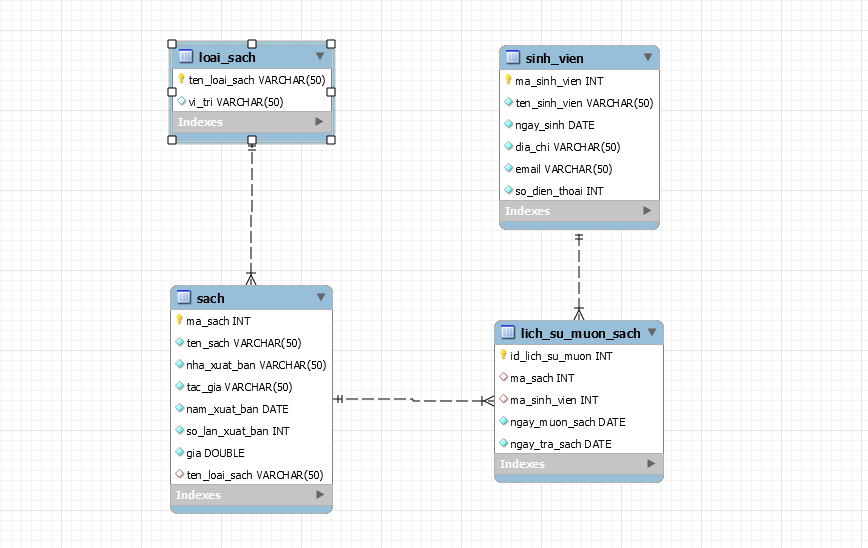 loai_sach
ten_loai_sach VARCHAR(50)
vi_tri VARCHAR(50)
Indexes
sinh_vien
ma_sinh_vien INT
ten_sinh_vien VARCHAR(50)
ngay_sinh DATE
dia_chi VARCHAR(50)
email VARCHAR(50)
so_dien_thoai INT
Indexes
sach
ma_sach INT
ten_sach VARCHAR(50)
nha_xuat_ban VARCHAR(50)
tac_gia VARCHAR(50)
nam_xuat_ban DATE
so_lan_xuat_ban INT
gia DOUBLE
ten_loai_sach VARCHAR(50)
Indexes
lich_su_muon_sach
id_lich_su_muon INT
ma_sach INT
ma_sinh_vien INT
ngay_muon_sach DATE
ngay_tra_sach DATE
Indexes